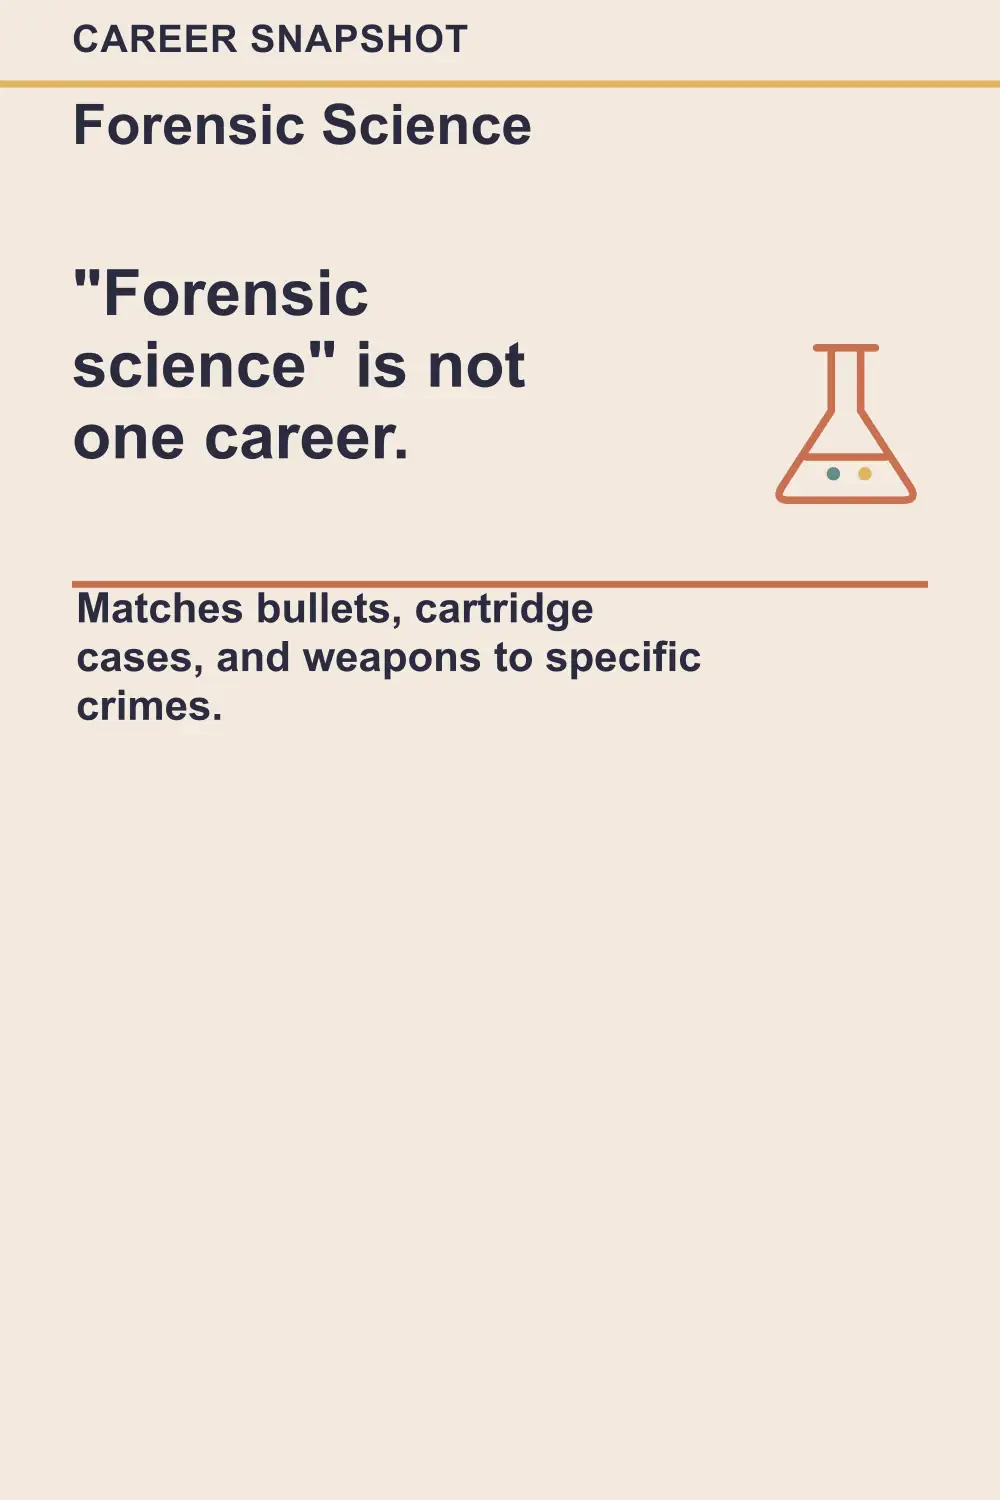 CAREER SNAPSHOT
Forensic Science
"Forensic
science" is not
one career.
Matches bullets, cartridge
cases, and weapons to specific
crimes.